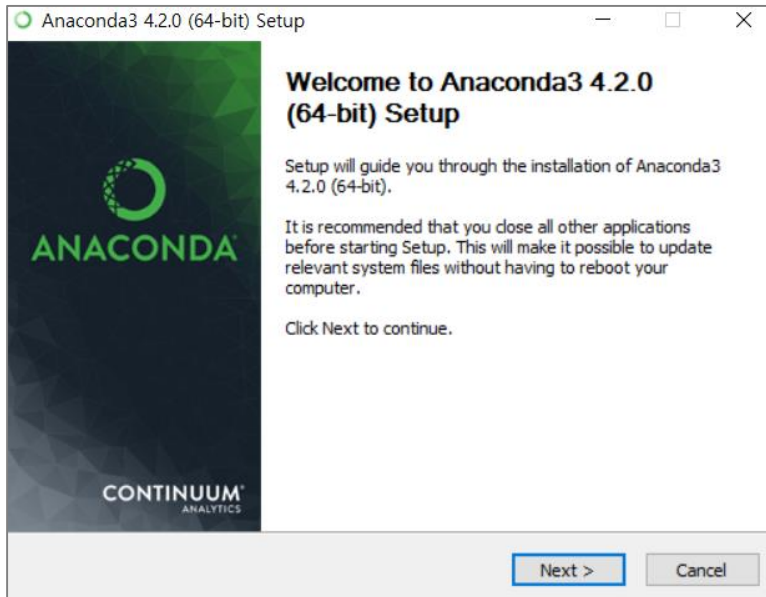 Anaconda3 4.2.0 (64-bit) Setup
Welcome to Anaconda3 4.2.0
(64-bit) Setup
Setup will guide you through the installation of Anaconda3
4.2.0 (64-bit).
It is recommended that you close all other applications
before starting Setup. This will make it possible to update
relevant system files without having to reboot your
computer.
Click Next to continue.
ANACONDA
CONTINUUM
ANALYTICS
Next >
Cancel